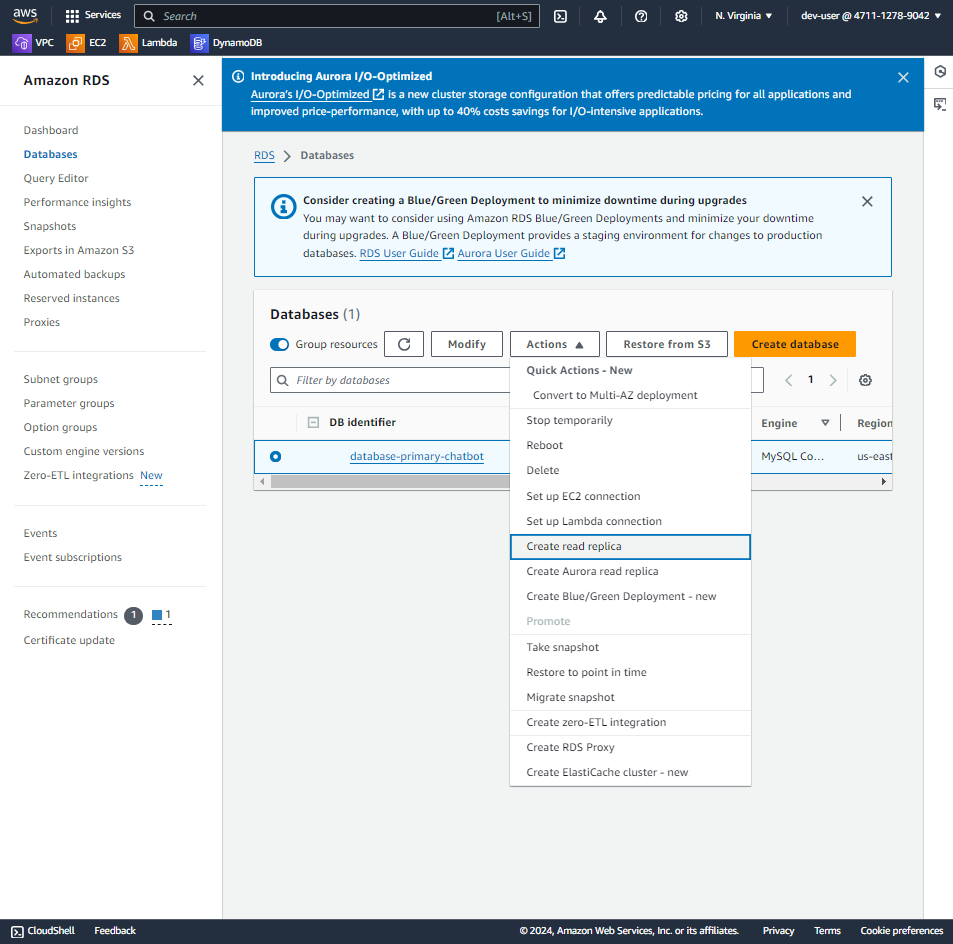 aws
Services
Search
[Alt+S]
N. Virginia
dev-user @ 4711-1278-9042
VPC
EC2
Lambda
DynamoDB
Amazon RDS
Dashboard
Databases
Query Editor
Performance insights
Snapshots
Exports in Amazon S3
Automated backups
Reserved instances
Proxies
Subnet groups
Parameter groups
Option groups
Custom engine versions
Zero-ETL integrations New
Events
Event subscriptions
Recommendations 1 1
Certificate update
Introducing Aurora I/O-Optimized
Aurora's I/O-Optimized is a new cluster storage configuration that offers predictable pricing for all applications and
improved price-performance, with up to 40% costs savings for I/O-intensive applications.
RDS > Databases
Consider creating a Blue/Green Deployment to minimize downtime during upgrades
You may want to consider using Amazon RDS Blue/Green Deployments and minimize your downtime
during upgrades. A Blue/Green Deployment provides a staging environment for changes to production
databases. RDS User Guide Aurora User Guide
Databases (1)
Group resources
Modify
Actions
Restore from S3
Create database
Filter by databases
1
DB identifier
Engine
Region
database-primary-chatbot
MySQL Co...
us-east
Quick Actions - New
Convert to Multi-AZ deployment
Stop temporarily
Reboot
Delete
Set up EC2 connection
Set up Lambda connection
Create read replica
Create Aurora read replica
Create Blue/Green Deployment - new
Promote
Take snapshot
Restore to point in time
Migrate snapshot
Create zero-ETL integration
Create RDS Proxy
Create ElastiCache cluster - new
CloudShell
Feedback
© 2024, Amazon Web Services, Inc. or its affiliates.
Privacy
Terms
Cookie preferences